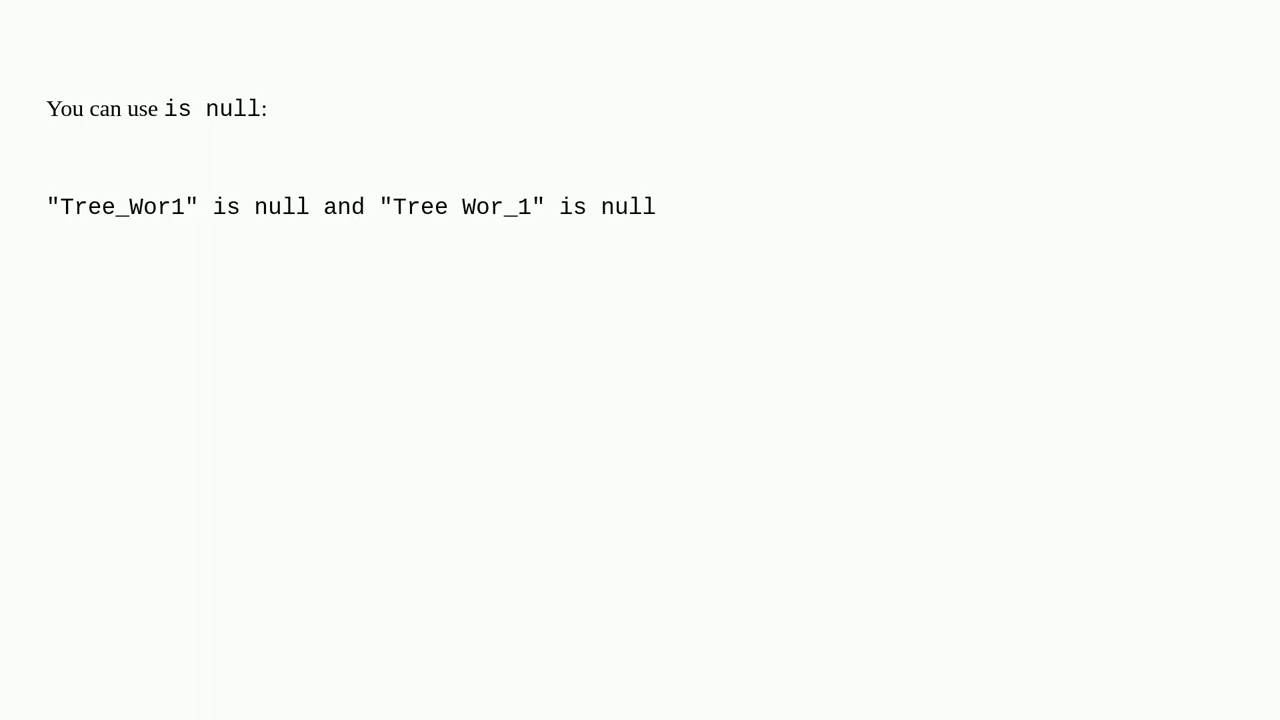 You can use is null:
"Tree_Wor1" is null and "Tree Wor_1" is null